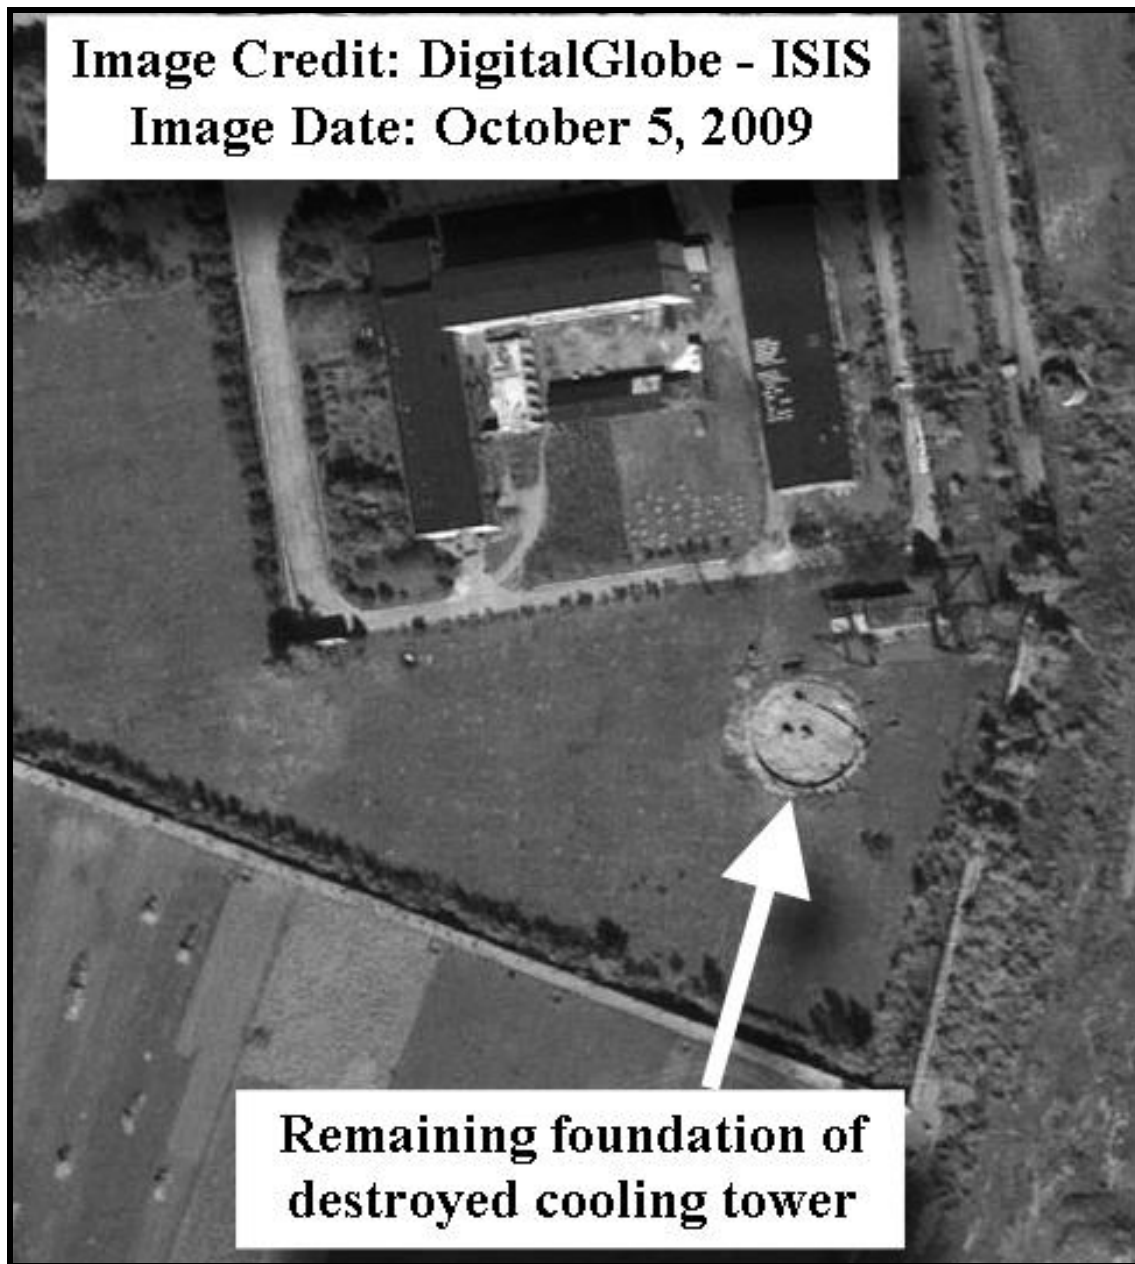 Image Credit: DigitalGlobe - ISIS
Image Date: October 5, 2009
Remaining foundation of
destroyed cooling tower